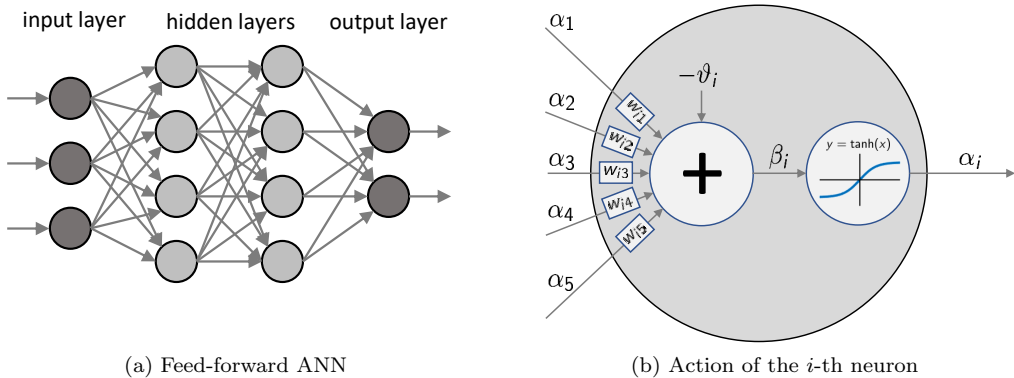 input layer
hidden layers
output layer
(a) Feed-forward ANN
α₁
α₂
α₃
α₄
α₅
wᵢ₁
wᵢ₂
wᵢ₃
wᵢ₄
wᵢ₅
−ϑᵢ
+
βᵢ
y = tanh(x)
αᵢ
(b) Action of the i-th neuron